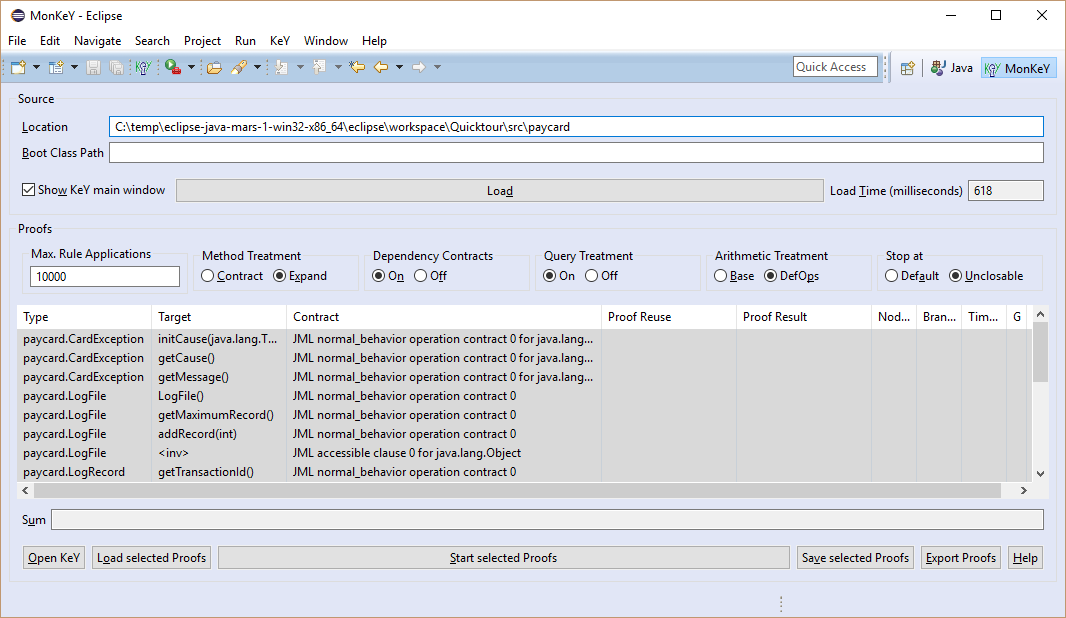 MonKeY - Eclipse
File Edit Navigate Search Project Run KeY Window Help
Quick Access Java MonKeY
Source
Location C:\temp\eclipse-java-mars-1-win32-x86_64\eclipse\workspace\Quicktour\src\paycard
Boot Class Path
Show KeY main window Load Load Time (milliseconds) 618
Proofs
Max. Rule Applications Method Treatment Dependency Contracts Query Treatment Arithmetic Treatment Stop at
10000 Contract Expand On Off On Off Base DefOps Default Unclosable
Type Target Contract Proof Reuse Proof Result Nod... Bran... Tim... G
paycard.CardException initCause(java.lang.T... JML normal_behavior operation contract 0 for java.lang...
paycard.CardException getCause() JML normal_behavior operation contract 0 for java.lang...
paycard.CardException getMessage() JML normal_behavior operation contract 0 for java.lang...
paycard.LogFile LogFile() JML normal_behavior operation contract 0
paycard.LogFile getMaximumRecord() JML normal_behavior operation contract 0
paycard.LogFile addRecord(int) JML normal_behavior operation contract 0
paycard.LogFile <inv> JML accessible clause 0 for java.lang.Object
paycard.LogRecord getTransactionId() JML normal_behavior operation contract 0
Sum
Open KeY Load selected Proofs Start selected Proofs Save selected Proofs Export Proofs Help